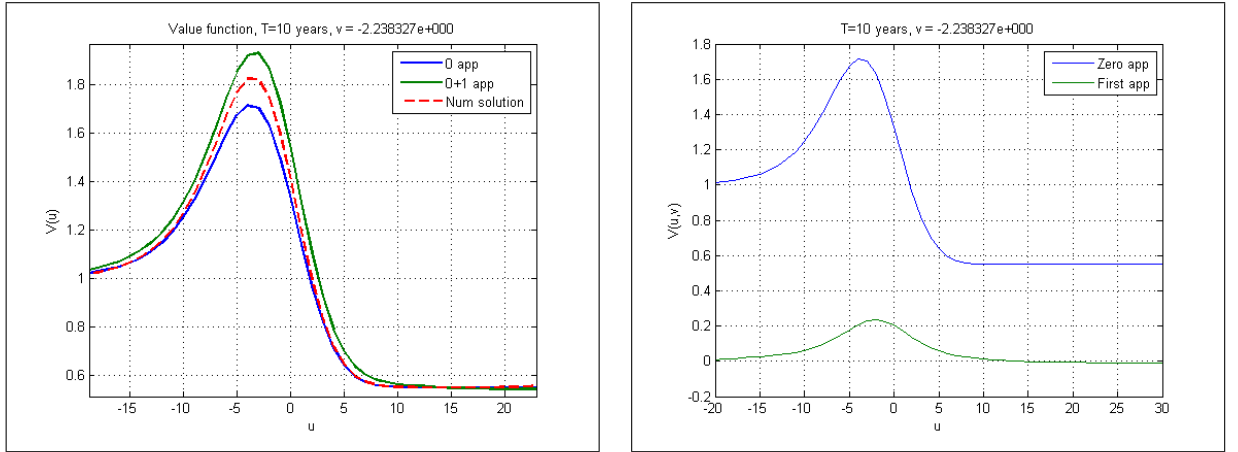 Value function, T=10 years, v = -2.238327e+000
0 app
0+1 app
Num solution
1.8
1.6
1.4
1.2
1
0.8
0.6
V(u)
-15 -10 -5 0 5 10 15 20
u
T=10 years, v = -2.238327e+000
Zero app
First app
1.8
1.6
1.4
1.2
1
0.8
0.6
0.4
0.2
0
-0.2
V(u,v)
-20 -15 -10 -5 0 5 10 15 20 25 30
u